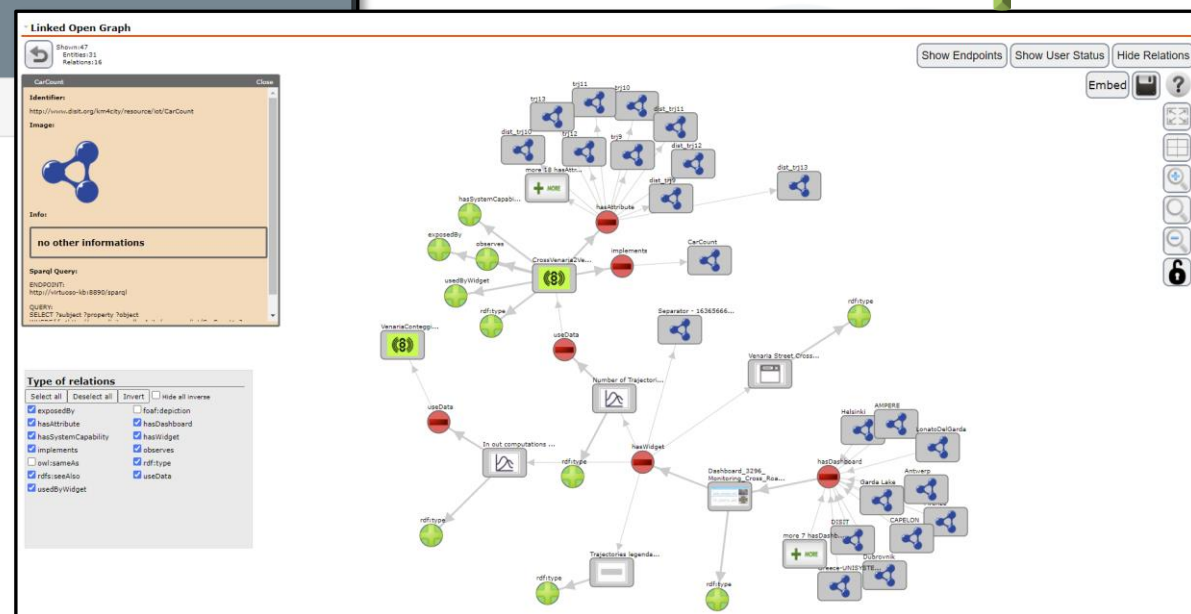 Linked Open Graph
Shown:47
Entities:31
Relations:16
Show Endpoints
Show User Status
Hide Relations
Embed
?
CarCount
Close
Identifier:
http://www.disit.org/km4city/resource/iot/CarCount
Image:
Info:
no other informations
Sparql Query:
ENDPOINT:
http://virtuoso-kb:8890/sparql
QUERY:
SELECT ?subject ?property ?object
Type of relations
Select all
Deselect all
Invert
Hide all inverse
exposedBy
foaf:depiction
hasAttribute
hasDashboard
hasSystemCapability
hasWidget
implements
observes
owl:sameAs
rdf:type
rdfs:seeAlso
useData
usedByWidget
trj11
trj10
trj13
dist_trj11
dist_trj10
trj12
trj9
dist_trj12
more 18 hasAttr...
MORE
dist_trj9
dist_trj13
hasSystemCapabi...
hasAttribute
exposedBy
observes
implements
CarCount
CrossVenaria2Ve...
usedByWidget
rdf:type
Separator - 16365666...
rdf:type
VenariaConteggi...
useData
Venaria Street,Cross...
Number of Trajectori...
useData
In out computations ...
hasWidget
rdf:type
Dashboard_3296_
Monitoring_Cross_Roa...
hasDashboard
Helsinki
AMPERE
LonatoDelGarda
Antwerp
Garda Lake
CAPELON
DISIT
more 7 hasDashb...
MORE
Dubrovnik
Greece-UNISYSTE...
rdf:type
Trajectories legenda...
rdf:type
rdf:type